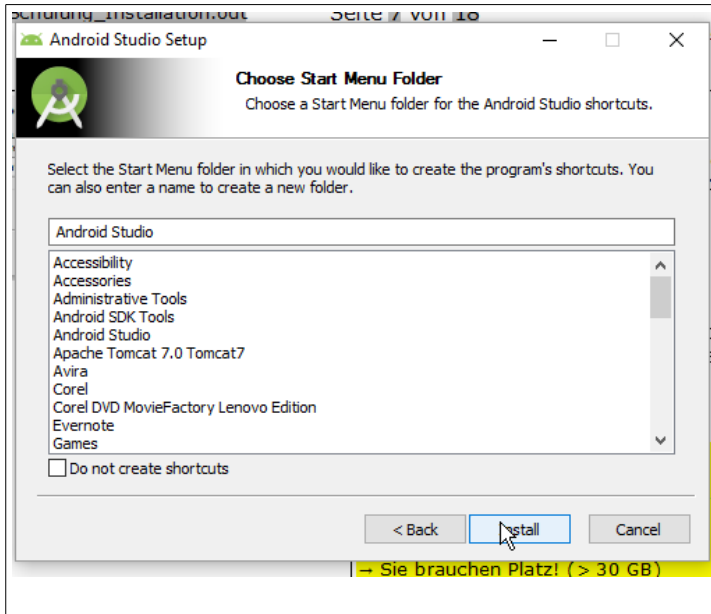 Schulung_Installation.odt Seite 7 von 18
Android Studio Setup
Choose Start Menu Folder
Choose a Start Menu folder for the Android Studio shortcuts.
Select the Start Menu folder in which you would like to create the program's shortcuts. You
can also enter a name to create a new folder.
Android Studio
Accessibility
Accessories
Administrative Tools
Android SDK Tools
Android Studio
Apache Tomcat 7.0 Tomcat7
Avira
Corel
Corel DVD MovieFactory Lenovo Edition
Evernote
Games
Do not create shortcuts
< Back Install Cancel
→ Sie brauchen Platz! (> 30 GB)